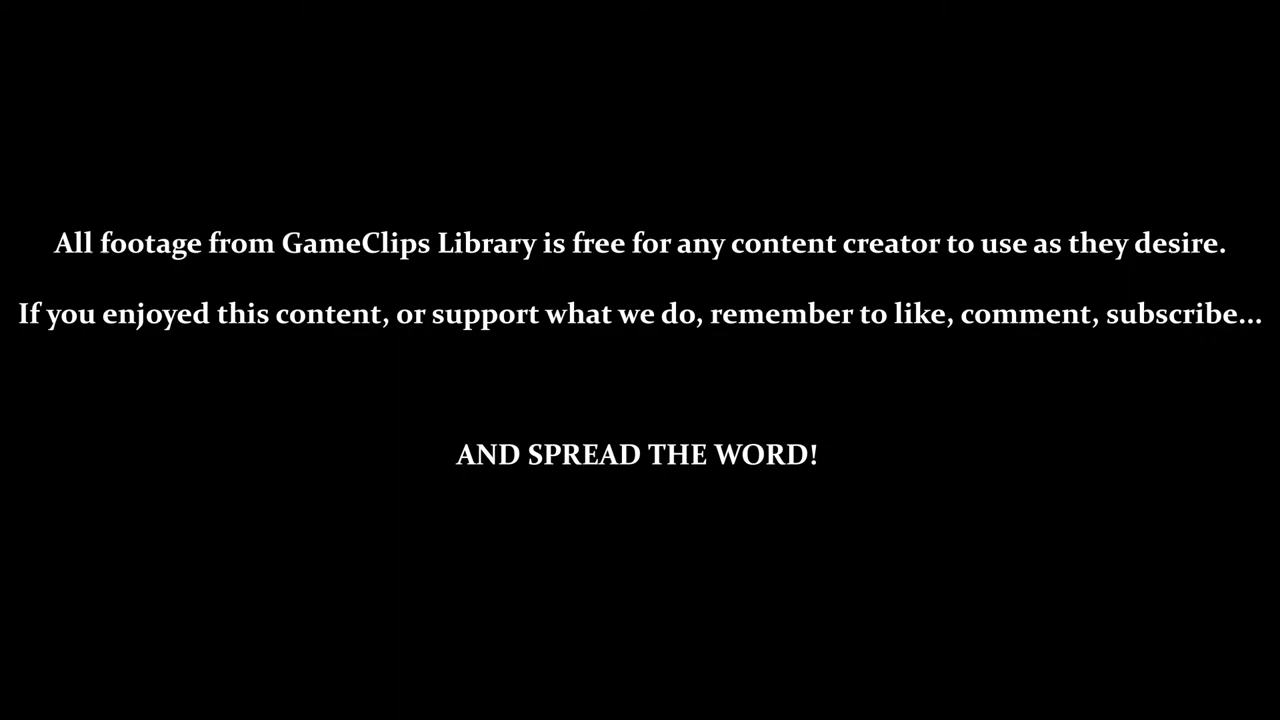 All footage from GameClips Library is free for any content creator to use as they desire.
If you enjoyed this content, or support what we do, remember to like, comment, subscribe...
AND SPREAD THE WORD!